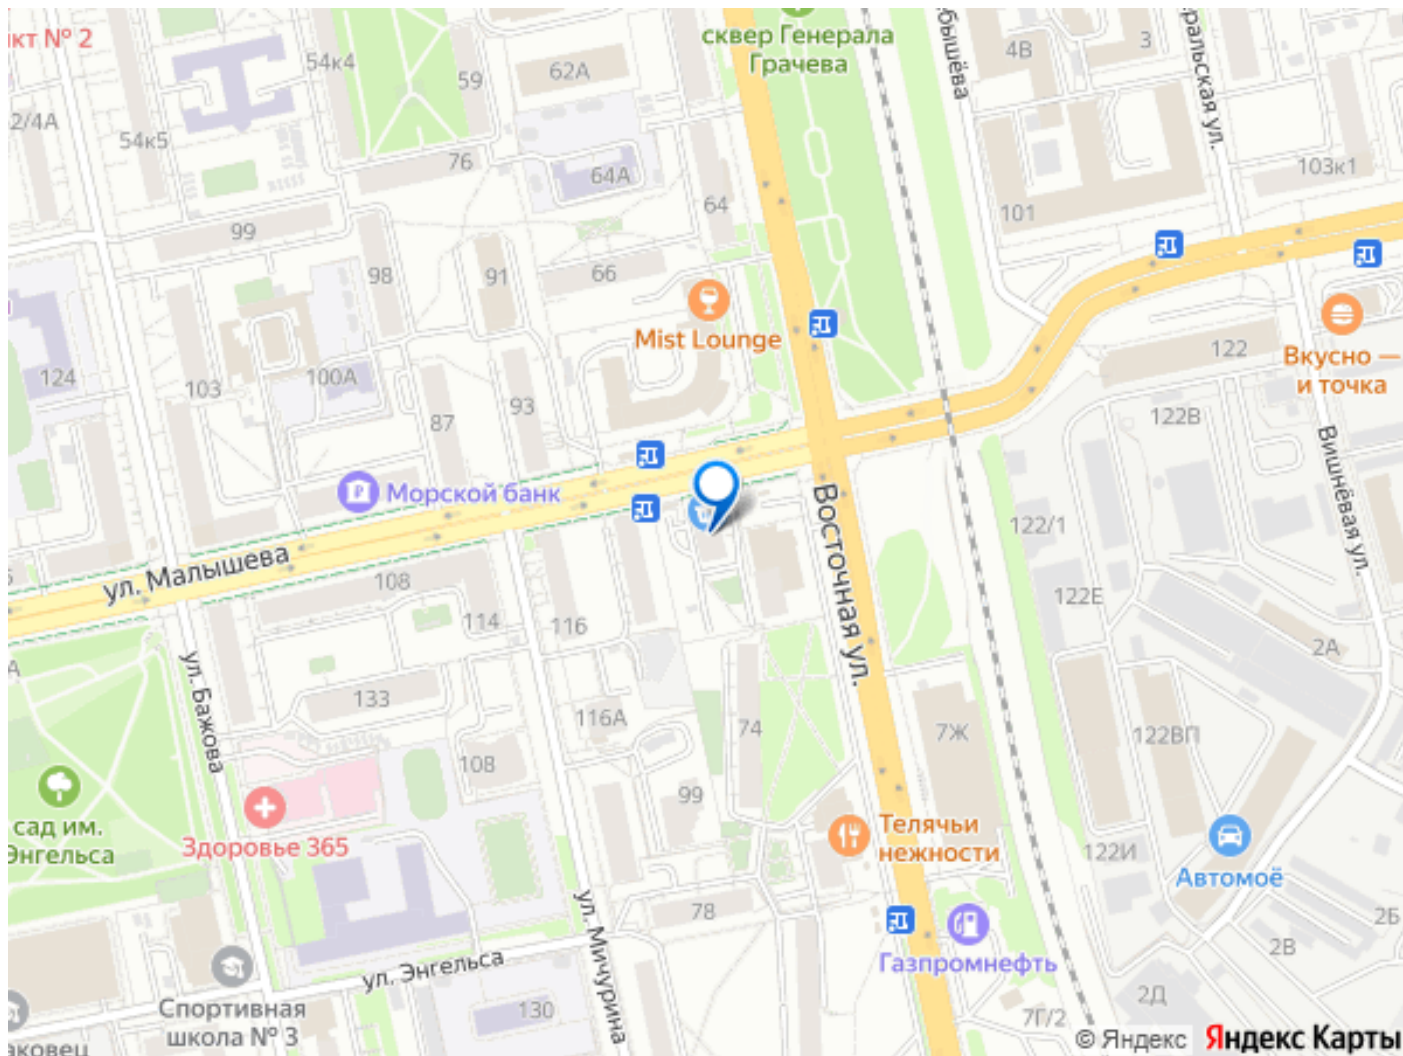 кт № 2
сквер Генерала
Грачева
4В
3
54к4
59
62А
2/4А
54к5
76
64А
103к1
64
101
99
98
91
66
Mist Lounge
122
Вкусно —
и точка
124
103
100А
93
87
122В
Морской банк
Вишнёвая ул.
Восточная ул.
122/1
ул. Малышева
108
122Е
114
116
2А
ул. Бажова
133
116А
74
7Ж
122ВП
108
99
сад им.
Энгельса
Здоровье 365
Телячьи
нежности
122И
Автомоё
78
2Б
ул. Мичурина
2В
ул. Энгельса
Газпромнефть
Спортивная
школа № 3
130
2Д
7Г/2
© Яндекс Яндекс Карты